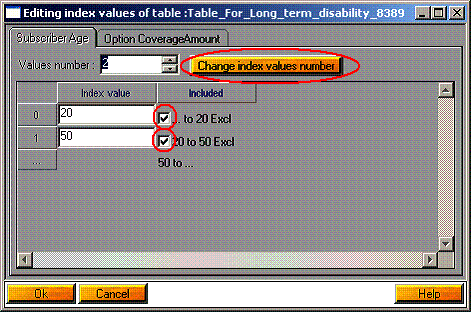 Editing index values of table :Table_For_Long_term_disability_8389
Subscriber Age Option CoverageAmount
Values number : 2 Change index values number
Index value Included
0 20 ... to 20 Excl
1 50 20 to 50 Excl
... 50 to ...
Ok Cancel Help